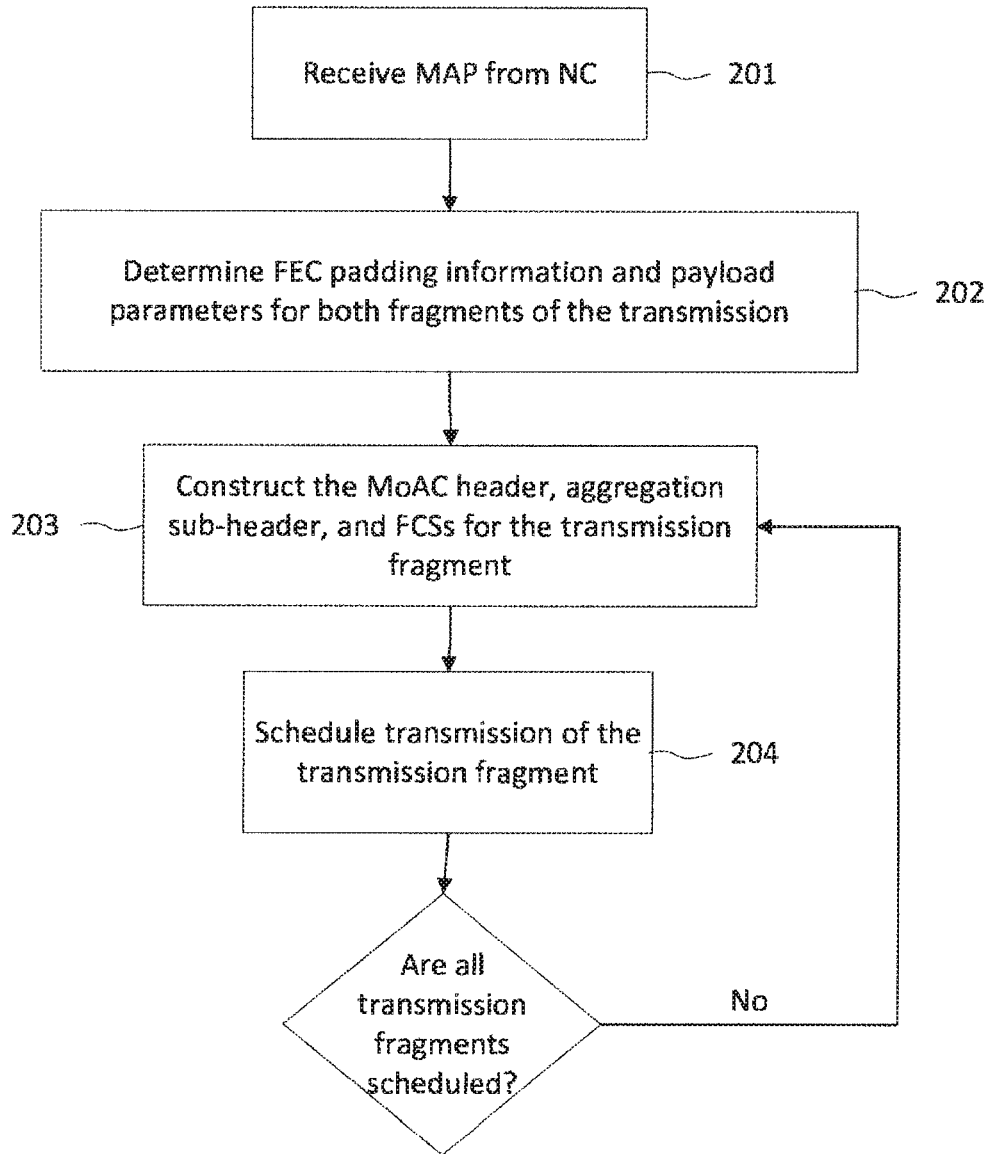 Receive MAP from NC
201
Determine FEC padding information and payload
parameters for both fragments of the transmission
202
Construct the MoAC header, aggregation
sub-header, and FCSs for the transmission
fragment
203
Schedule transmission of the
transmission fragment
204
Are all
transmission
fragments
scheduled?
No